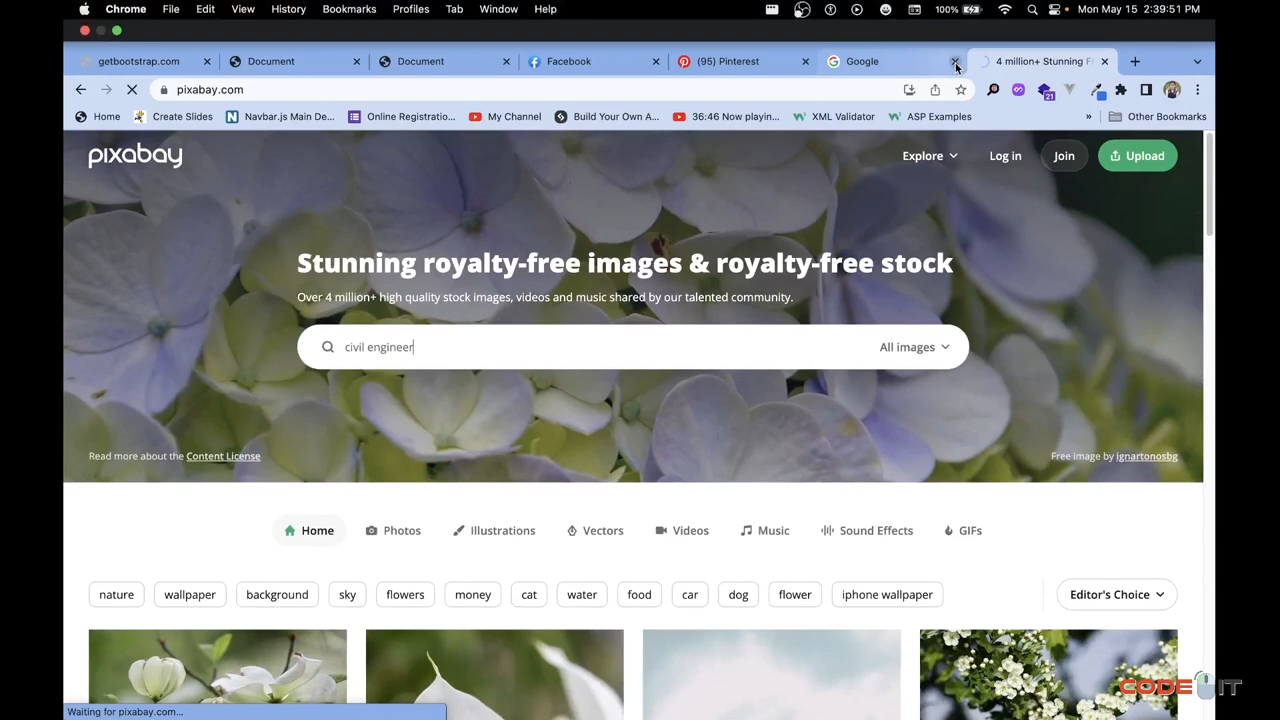 Chrome File Edit View History Bookmarks Profiles Tab Window Help 100% Mon May 15 2:39:51 PM
getbootstrap.com Document Document Facebook (95) Pinterest Google 4 million+ Stunning F
pixabay.com 21
Home Create Slides Navbar.js Main De... Online Registratio... My Channel Build Your Own A... 36:46 Now playin... XML Validator ASP Examples » Other Bookmarks
pixabay Explore Log in Join Upload
Stunning royalty-free images & royalty-free stock
Over 4 million+ high quality stock images, videos and music shared by our talented community.
civil engineer All images
Read more about the Content License Free image by ignartonosbg
Home Photos Illustrations Vectors Videos Music Sound Effects GIFs
nature wallpaper background sky flowers money cat water food car dog flower iphone wallpaper Editor's Choice
CODE IT
Waiting for pixabay.com...